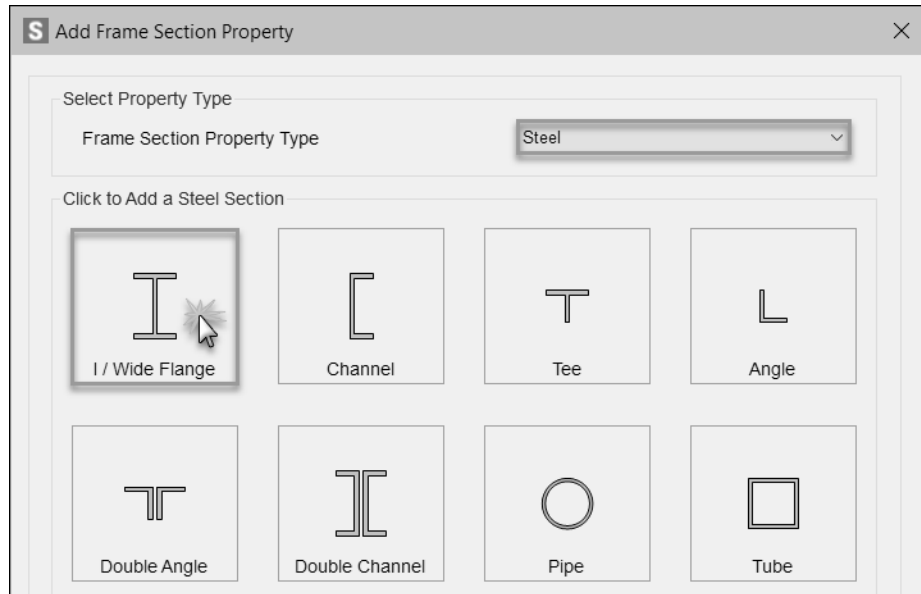 S Add Frame Section Property
Select Property Type
Frame Section Property Type Steel
Click to Add a Steel Section
I / Wide Flange Channel Tee Angle
Double Angle Double Channel Pipe Tube